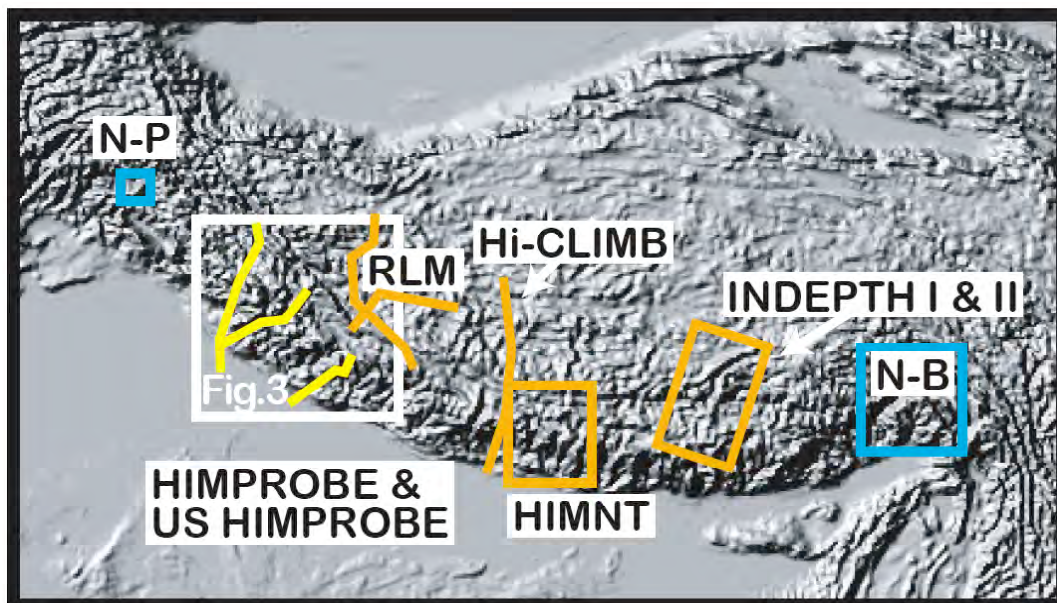 N-P
Hi-CLIMB
RLM
INDEPTH I & II
N-B
Fig.3
HIMPROBE &
US HIMPROBE
HIMNT